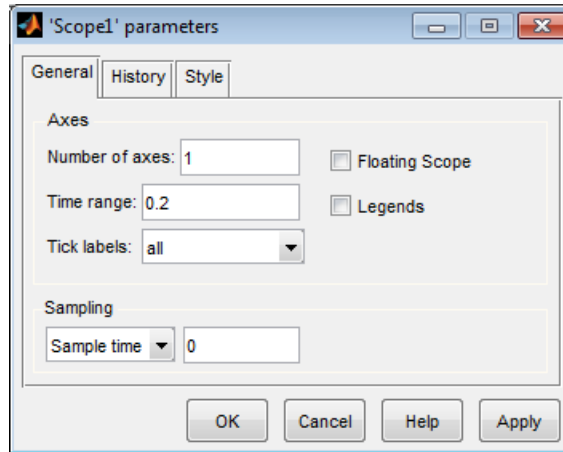 'Scope1' parameters
General History Style
Axes
Number of axes: 1 Floating Scope
Time range: 0.2 Legends
Tick labels: all
Sampling
Sample time 0
OK Cancel Help Apply